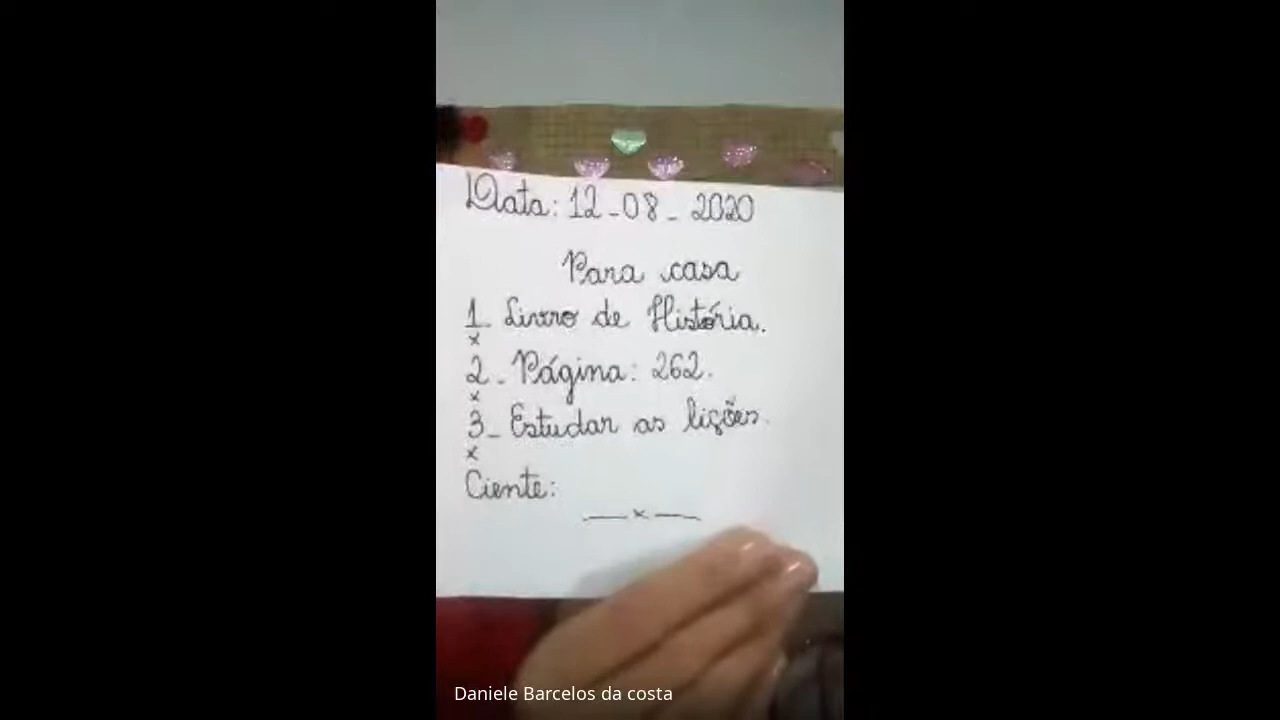 Data: 12-08-2020
Para casa
1- Livro de História.
x
2- Página: 262.
x
3- Estudar as lições.
x
Ciente:
—x—
Daniele Barcelos da costa